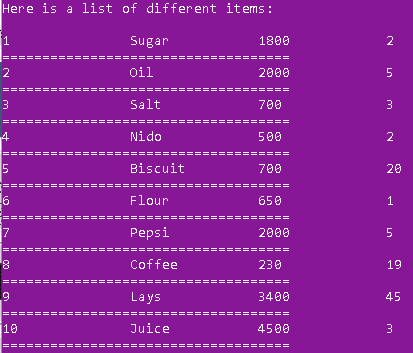 Here is a list of different items:
1 Sugar 1800 2
====================================
2 Oil 2000 5
====================================
3 Salt 700 3
====================================
4 Nido 500 2
====================================
5 Biscuit 700 20
====================================
6 Flour 650 1
====================================
7 Pepsi 2000 5
====================================
8 Coffee 230 19
====================================
9 Lays 3400 45
====================================
10 Juice 4500 3
====================================